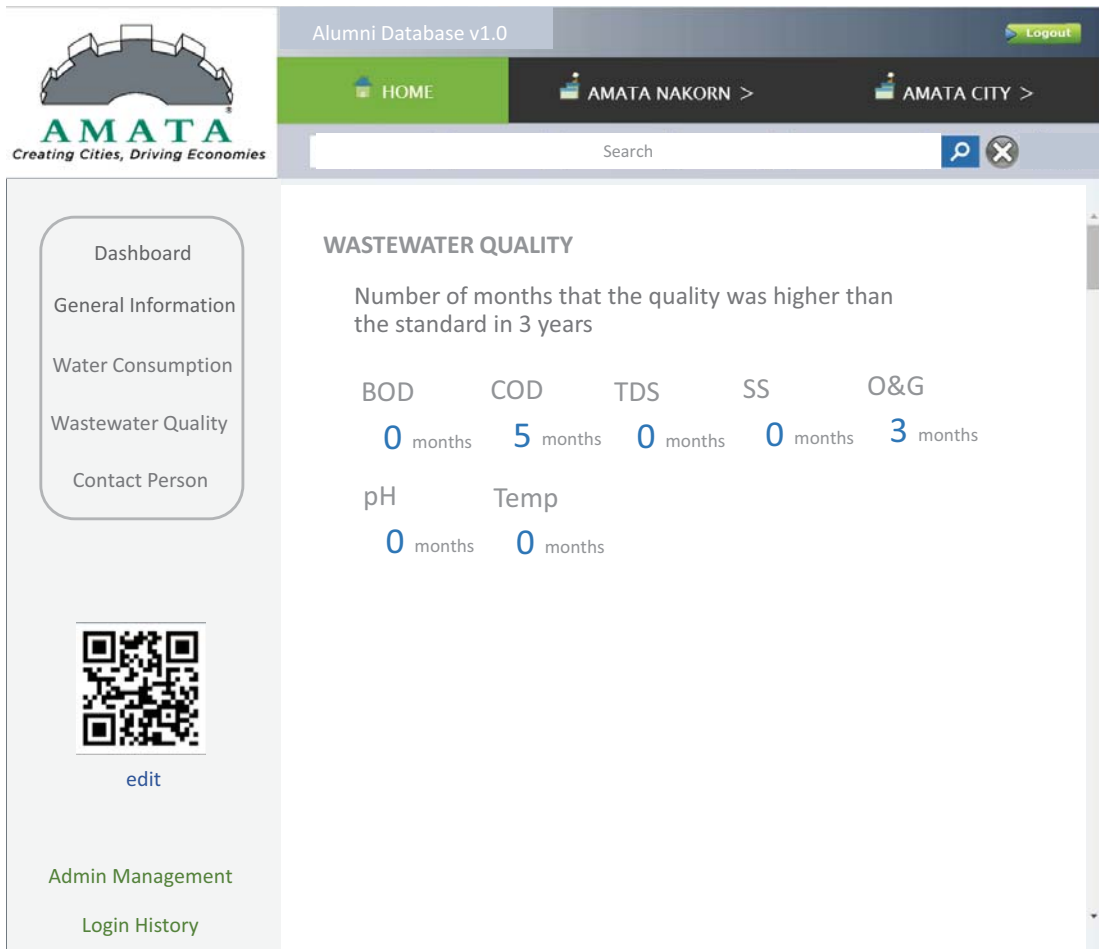 AMATA
®
Creating Cities, Driving Economies
Alumni Database v1.0
Logout
HOME
AMATA NAKORN >
AMATA CITY >
Search
Dashboard
General Information
Water Consumption
Wastewater Quality
Contact Person
edit
Admin Management
Login History
WASTEWATER QUALITY
Number of months that the quality was higher than
the standard in 3 years
BOD COD TDS SS O&G
0 months 5 months 0 months 0 months 3 months
pH Temp
0 months 0 months